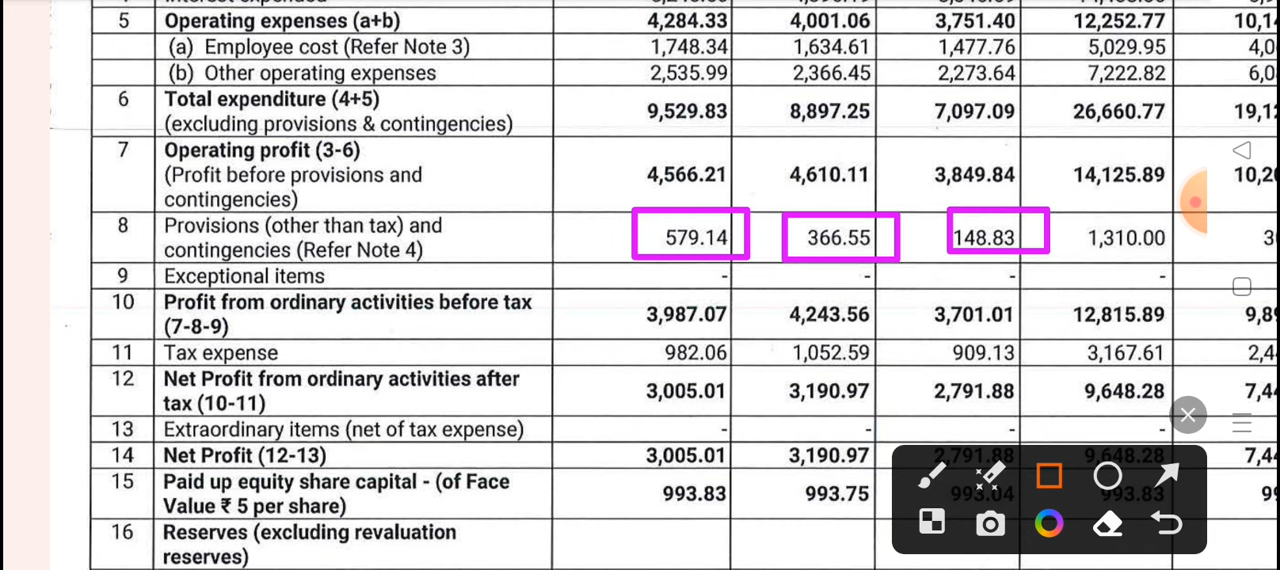 5 Operating expenses (a+b) 4,284.33 4,001.06 3,751.40 12,252.77
(a) Employee cost (Refer Note 3) 1,748.34 1,634.61 1,477.76 5,029.95
(b) Other operating expenses 2,535.99 2,366.45 2,273.64 7,222.82
6 Total expenditure (4+5)
(excluding provisions & contingencies) 9,529.83 8,897.25 7,097.09 26,660.77
7 Operating profit (3-6)
(Profit before provisions and 4,566.21 4,610.11 3,849.84 14,125.89
contingencies)
8 Provisions (other than tax) and
contingencies (Refer Note 4) 579.14 366.55 148.83 1,310.00
9 Exceptional items - - - -
10 Profit from ordinary activities before tax
(7-8-9) 3,987.07 4,243.56 3,701.01 12,815.89
11 Tax expense 982.06 1,052.59 909.13 3,167.61
12 Net Profit from ordinary activities after
tax (10-11) 3,005.01 3,190.97 2,791.88 9,648.28
13 Extraordinary items (net of tax expense) - - - -
14 Net Profit (12-13) 3,005.01 3,190.97 2,791.88 9,648.28
15 Paid up equity share capital - (of Face
Value ₹ 5 per share) 993.83 993.75 993.04 993.83
16 Reserves (excluding revaluation
reserves)